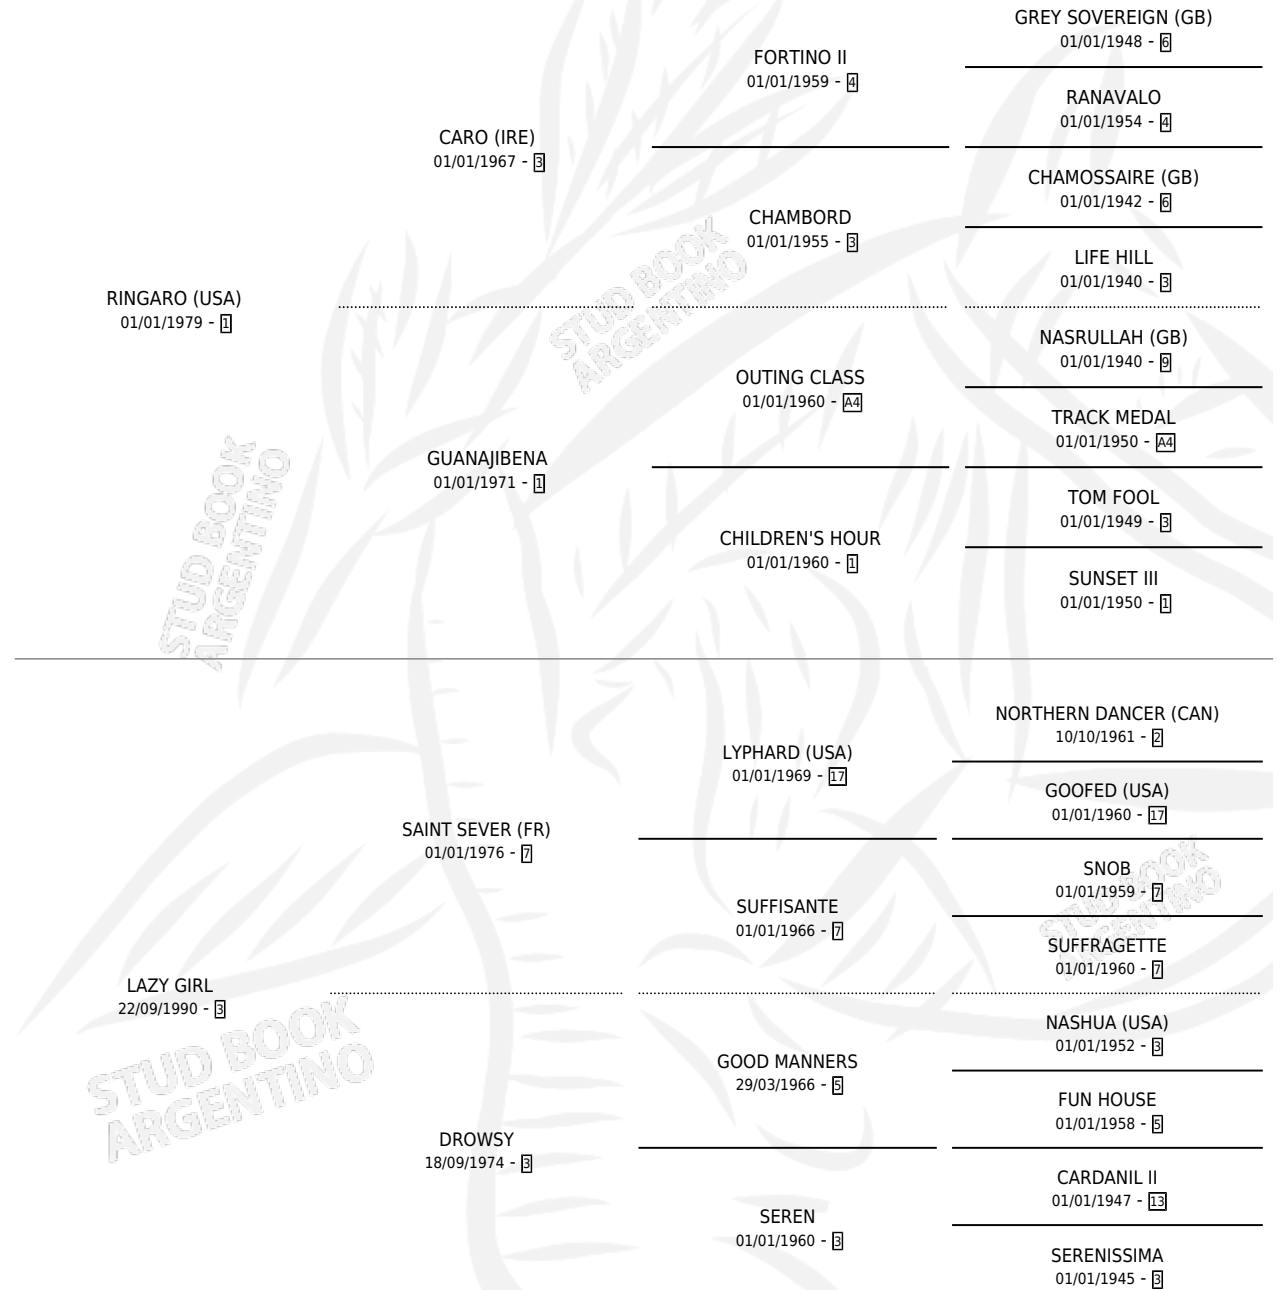 GREY SOVEREIGN (GB)
01/01/1948 - 6
FORTINO II
01/01/1959 - 4
RANAVALO
01/01/1954 - 4
CARO (IRE)
01/01/1967 - 3
CHAMOSSAIRE (GB)
01/01/1942 - 6
CHAMBORD
01/01/1955 - 3
LIFE HILL
01/01/1940 - 3
RINGARO (USA)
01/01/1979 - 1
STUD BOOK
ARGENTINO
NASRULLAH (GB)
01/01/1940 - 9
OUTING CLASS
01/01/1960 - A4
TRACK MEDAL
01/01/1950 - A4
GUANAJIBENA
01/01/1971 - 1
TOM FOOL
01/01/1949 - 3
CHILDREN'S HOUR
01/01/1960 - 1
SUNSET III
01/01/1950 - 1
STUD BOOK
ARGENTINO
NORTHERN DANCER (CAN)
10/10/1961 - 2
LYPHARD (USA)
01/01/1969 - 17
GOOFED (USA)
01/01/1960 - 17
SAINT SEVER (FR)
01/01/1976 - 7
SNOB
01/01/1959 - 7
SUFFISANTE
01/01/1966 - 7
STUD BOOK
ARGENTINO
SUFFRAGETTE
01/01/1960 - 7
LAZY GIRL
22/09/1990 - 3
NASHUA (USA)
01/01/1952 - 3
GOOD MANNERS
29/03/1966 - 5
STUD BOOK
ARGENTINO
FUN HOUSE
01/01/1958 - 5
DROWSY
18/09/1974 - 3
CARDANIL II
01/01/1947 - 13
SEREN
01/01/1960 - 3
SERENISSIMA
01/01/1945 - 3